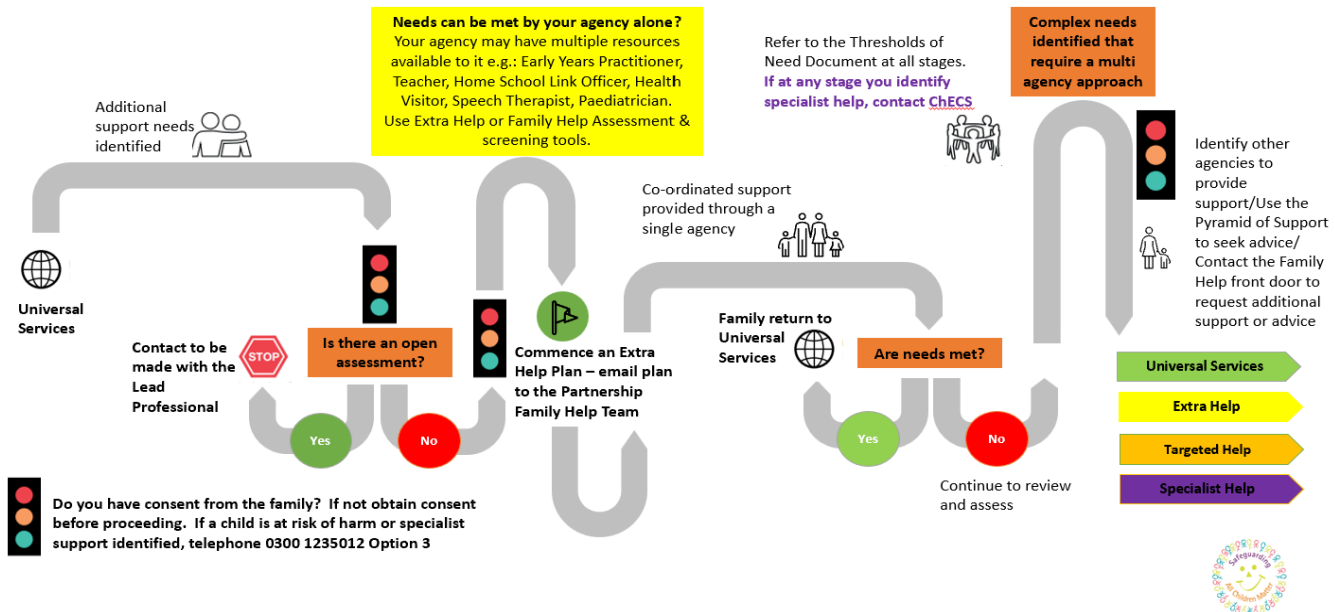 Additional
support needs
identified
Universal
Services
Contact to be
made with the
Lead
Professional
STOP
Is there an open
assessment?
Yes
No
Needs can be met by your agency alone?
Your agency may have multiple resources
available to it e.g.: Early Years Practitioner,
Teacher, Home School Link Officer, Health
Visitor, Speech Therapist, Paediatrician.
Use Extra Help or Family Help Assessment &
screening tools.
Commence an Extra
Help Plan – email plan
to the Partnership
Family Help Team
Co-ordinated support
provided through a
single agency
Family return to
Universal
Services
Are needs met?
Yes
No
Continue to review
and assess
Refer to the Thresholds of
Need Document at all stages.
If at any stage you identify
specialist help, contact ChECS
Complex needs
identified that
require a multi
agency approach
Identify other
agencies to
provide
support/Use the
Pyramid of Support
to seek advice/
Contact the Family
Help front door to
request additional
support or advice
Universal Services
Extra Help
Targeted Help
Specialist Help
Do you have consent from the family? If not obtain consent
before proceeding. If a child is at risk of harm or specialist
support identified, telephone 0300 1235012 Option 3
Safeguarding
All Children Matter